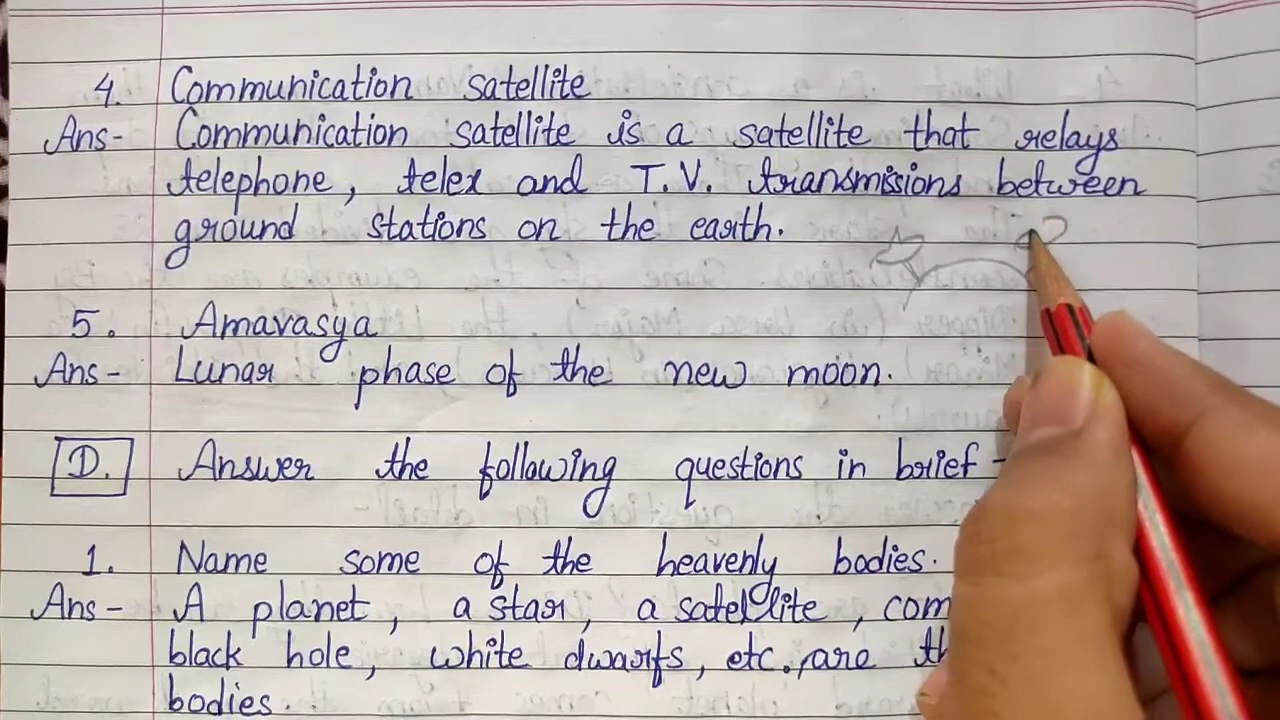 4. Communication satellite
Ans- Communication satellite is a satellite that relays
telephone, telex and T.V. transmissions between
ground stations on the earth.
5. Amavasya
Ans- Lunar phase of the new moon.
D. Answer the following questions in brief -
1. Name some of the heavenly bodies.
Ans- A planet, a star, a satellite, com
black hole, white dwarfs, etc., are th
bodies.